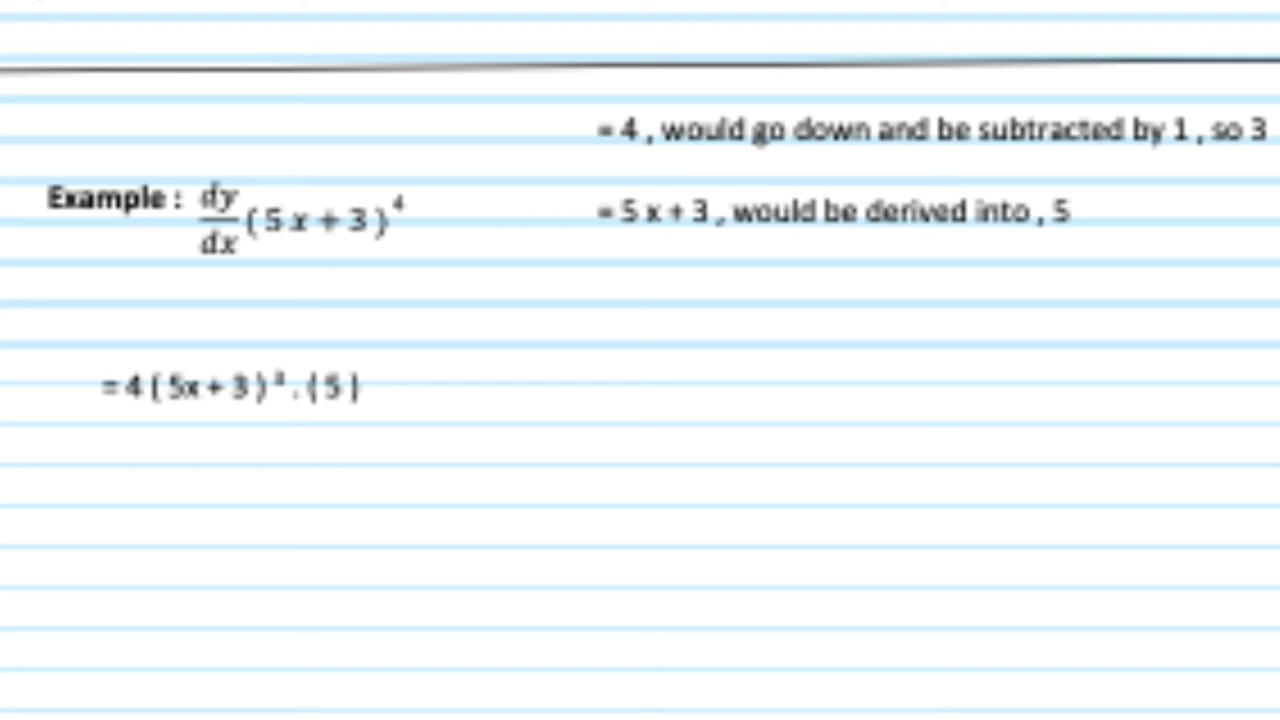 = 4 , would go down and be subtracted by 1 , so 3
Example : dy/dx ( 5 x + 3 )^4
= 5 x + 3 , would be derived into , 5
= 4 ( 5x + 3 ) ³ . ( 5 )